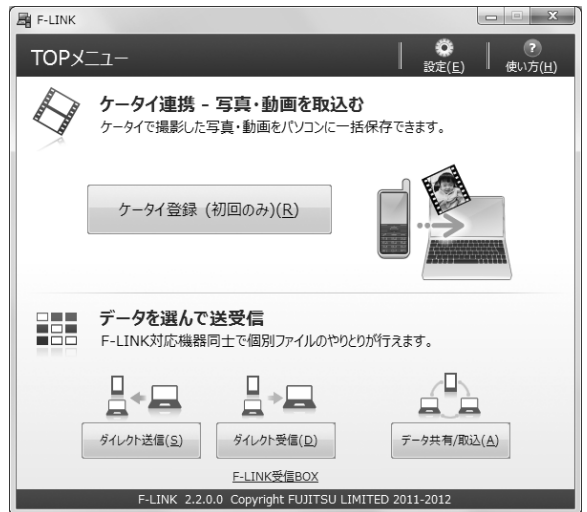 F-LINK
TOPメニュー
設定(E)
使い方(H)
ケータイ連携 - 写真・動画を取込む
ケータイで撮影した写真・動画をパソコンに一括保存できます。
ケータイ登録 (初回のみ)(R)
データを選んで送受信
F-LINK対応機器同士で個別ファイルのやりとりが行えます。
ダイレクト送信(S)
ダイレクト受信(D)
データ共有/取込(A)
F-LINK受信BOX
F-LINK 2.2.0.0 Copyright FUJITSU LIMITED 2011-2012